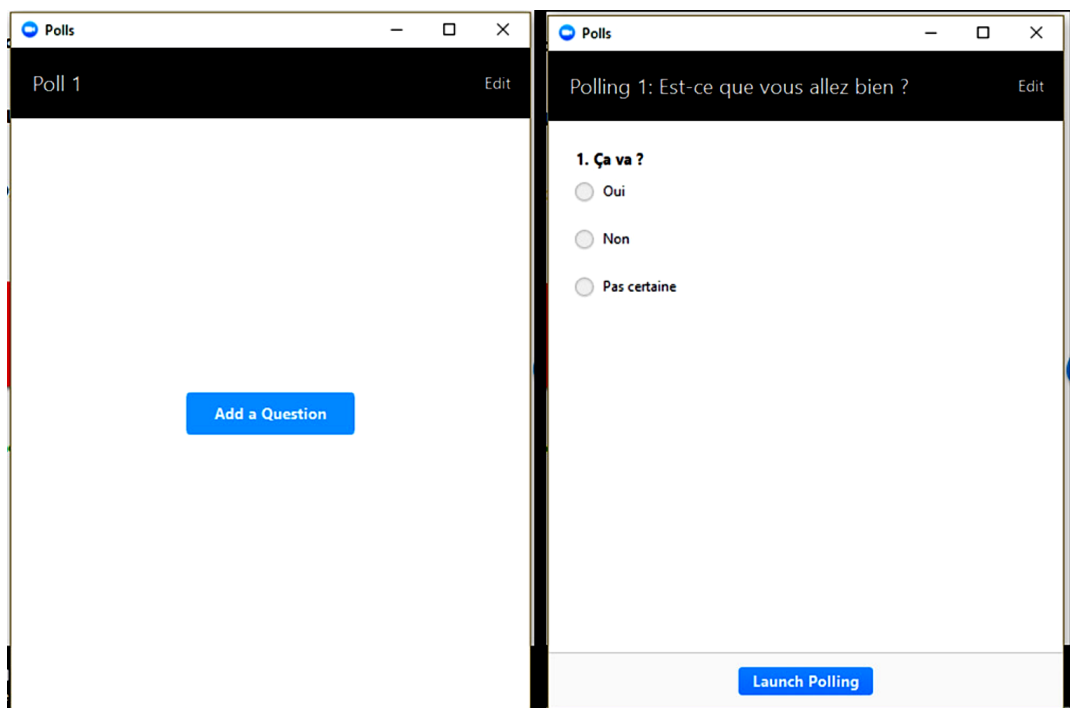 Polls
Poll 1
Edit
Add a Question
Polls
Polling 1: Est-ce que vous allez bien ?
Edit
1. Ça va ?
Oui
Non
Pas certaine
Launch Polling